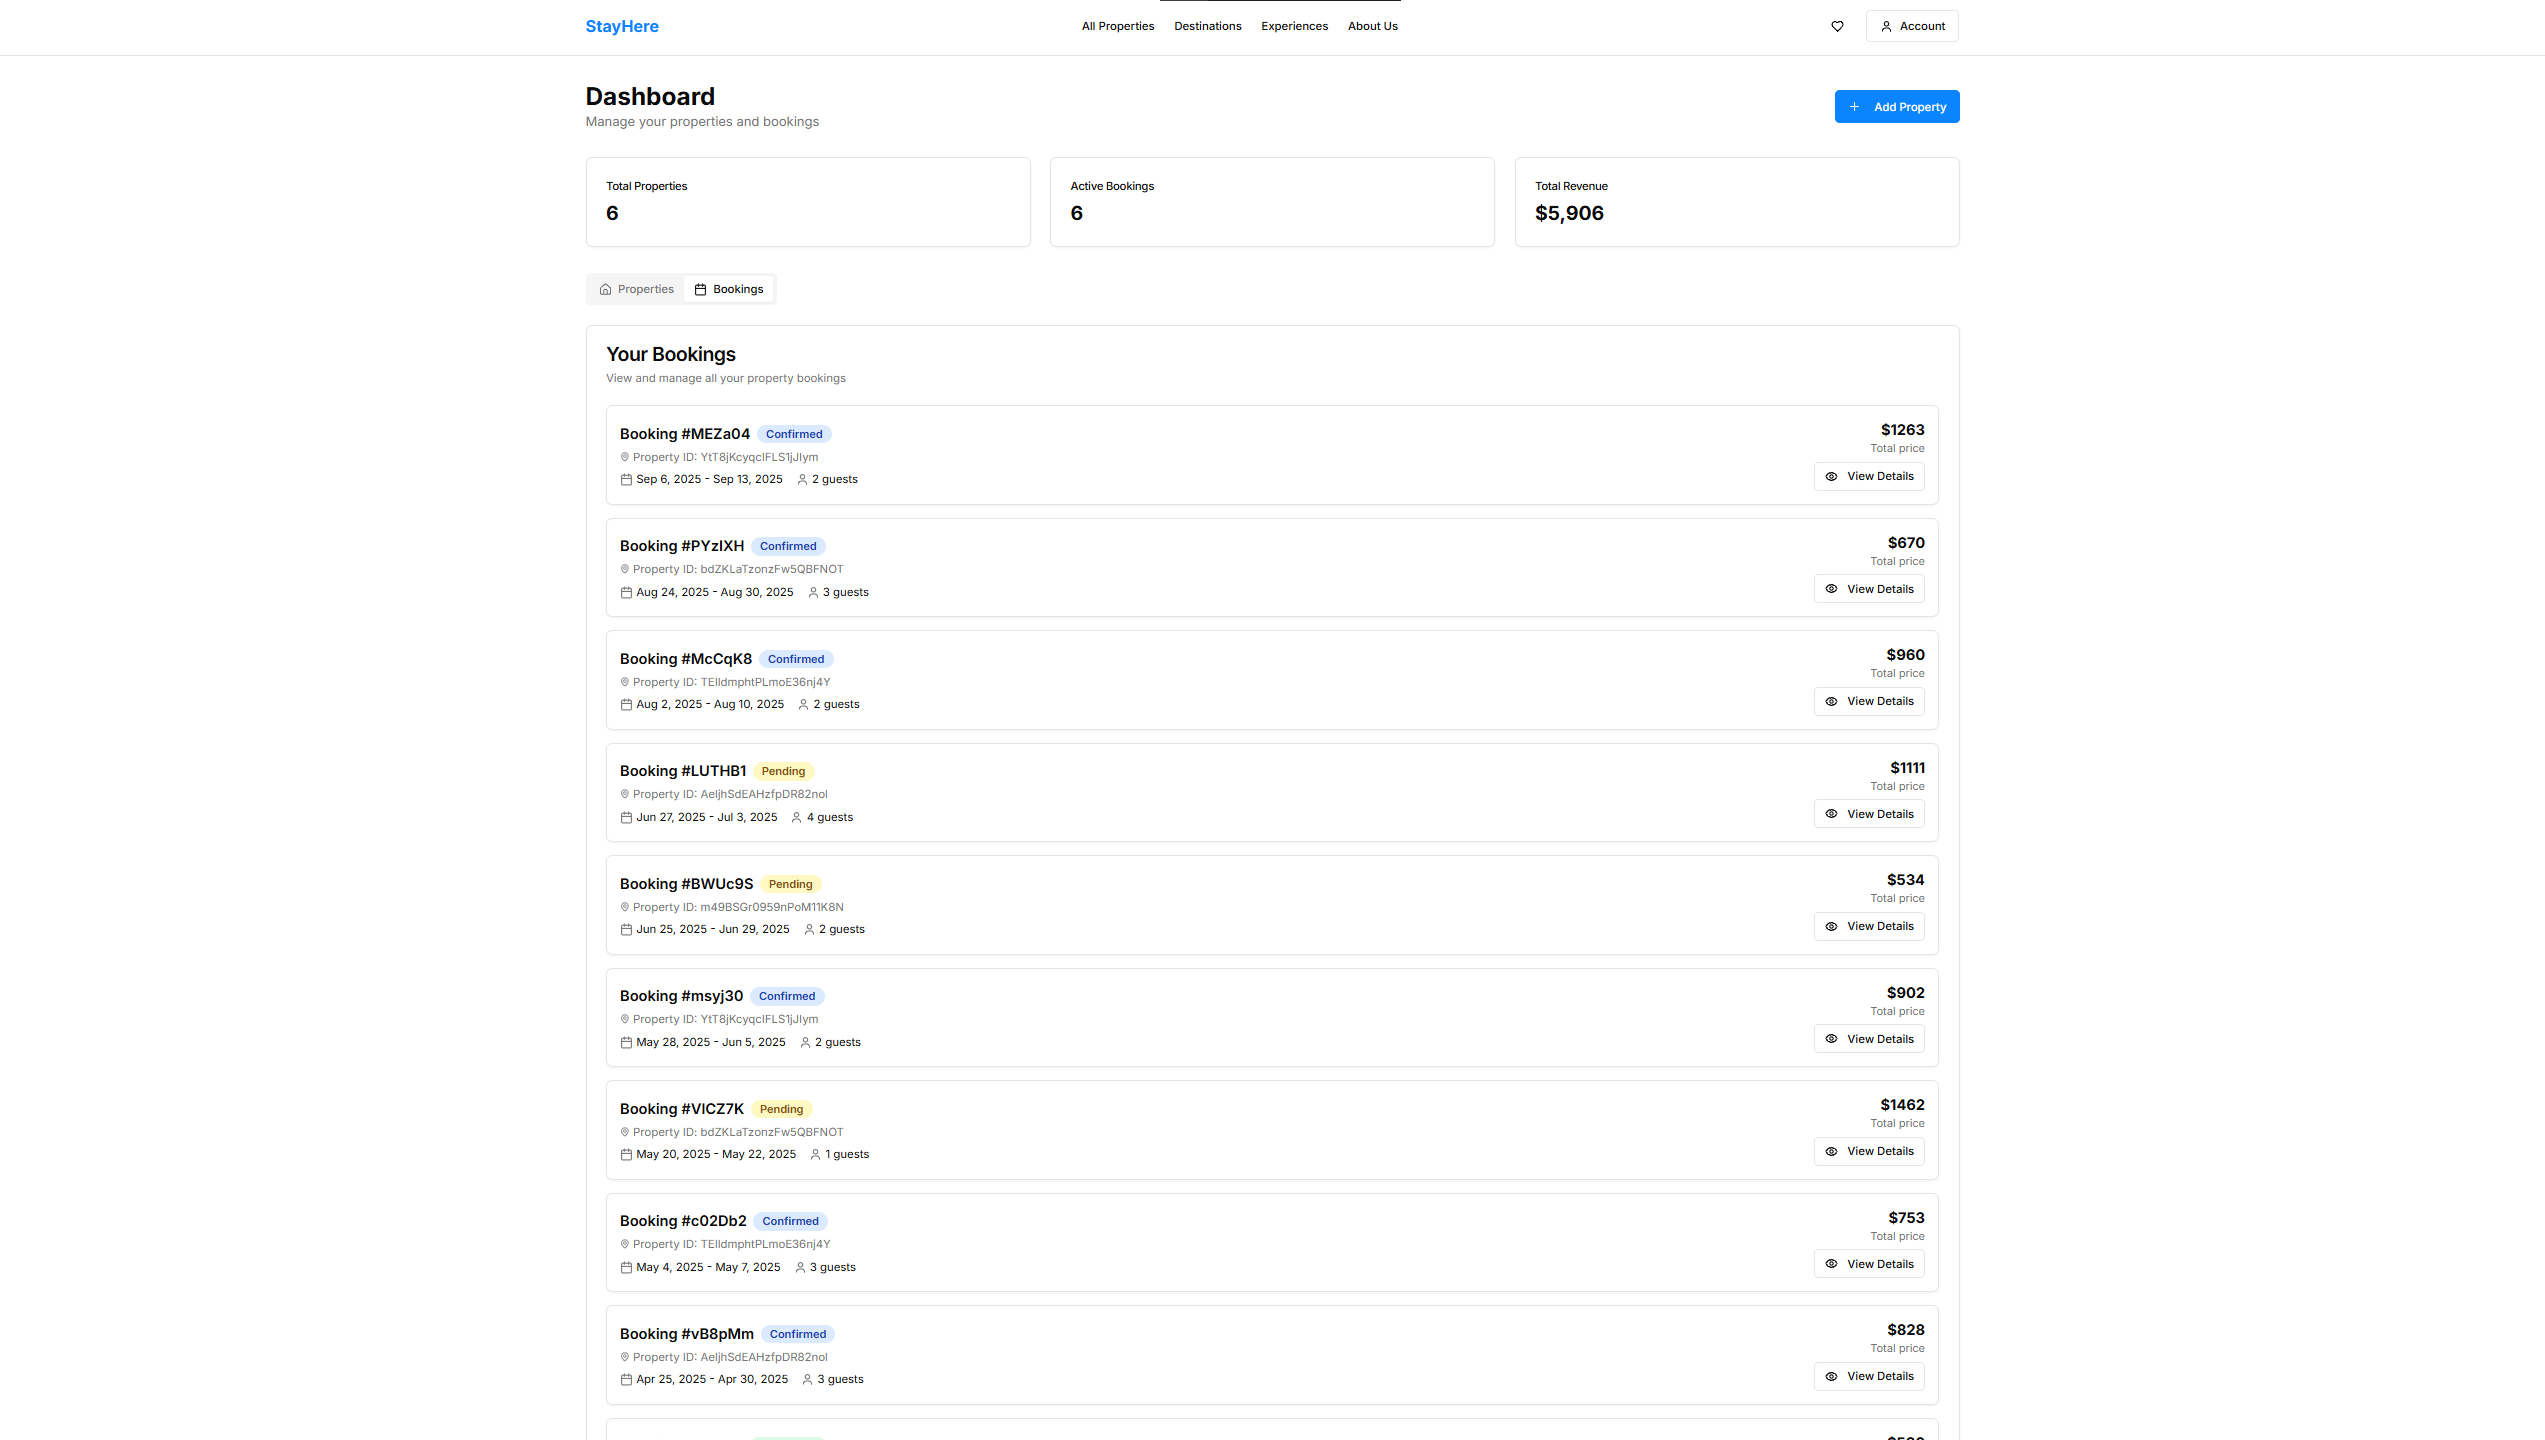 StayHere
All Properties Destinations Experiences About Us
Account
Dashboard
Manage your properties and bookings
Add Property
Total Properties
6
Active Bookings
6
Total Revenue
$5,906
Properties
Bookings
Your Bookings
View and manage all your property bookings
Booking #MEZa04 Confirmed
Property ID: YtT8jKcyqclFLS1jJlym
Sep 6, 2025 - Sep 13, 2025 2 guests
$1263
Total price
View Details
Booking #PYzIXH Confirmed
Property ID: bdZKLaTzonzFw5QBFNOT
Aug 24, 2025 - Aug 30, 2025 3 guests
$670
Total price
View Details
Booking #McCqK8 Confirmed
Property ID: TElldmphtPLmoE36nj4Y
Aug 2, 2025 - Aug 10, 2025 2 guests
$960
Total price
View Details
Booking #LUTHB1 Pending
Property ID: AeljhSdEAHzfpDR82nol
Jun 27, 2025 - Jul 3, 2025 4 guests
$1111
Total price
View Details
Booking #BWUc9S Pending
Property ID: m49BSGr0959nPoM11K8N
Jun 25, 2025 - Jun 29, 2025 2 guests
$534
Total price
View Details
Booking #msyj30 Confirmed
Property ID: YtT8jKcyqclFLS1jJlym
May 28, 2025 - Jun 5, 2025 2 guests
$902
Total price
View Details
Booking #VICZ7K Pending
Property ID: bdZKLaTzonzFw5QBFNOT
May 20, 2025 - May 22, 2025 1 guests
$1462
Total price
View Details
Booking #c02Db2 Confirmed
Property ID: TElldmphtPLmoE36nj4Y
May 4, 2025 - May 7, 2025 3 guests
$753
Total price
View Details
Booking #vB8pMm Confirmed
Property ID: AeljhSdEAHzfpDR82nol
Apr 25, 2025 - Apr 30, 2025 3 guests
$828
Total price
View Details